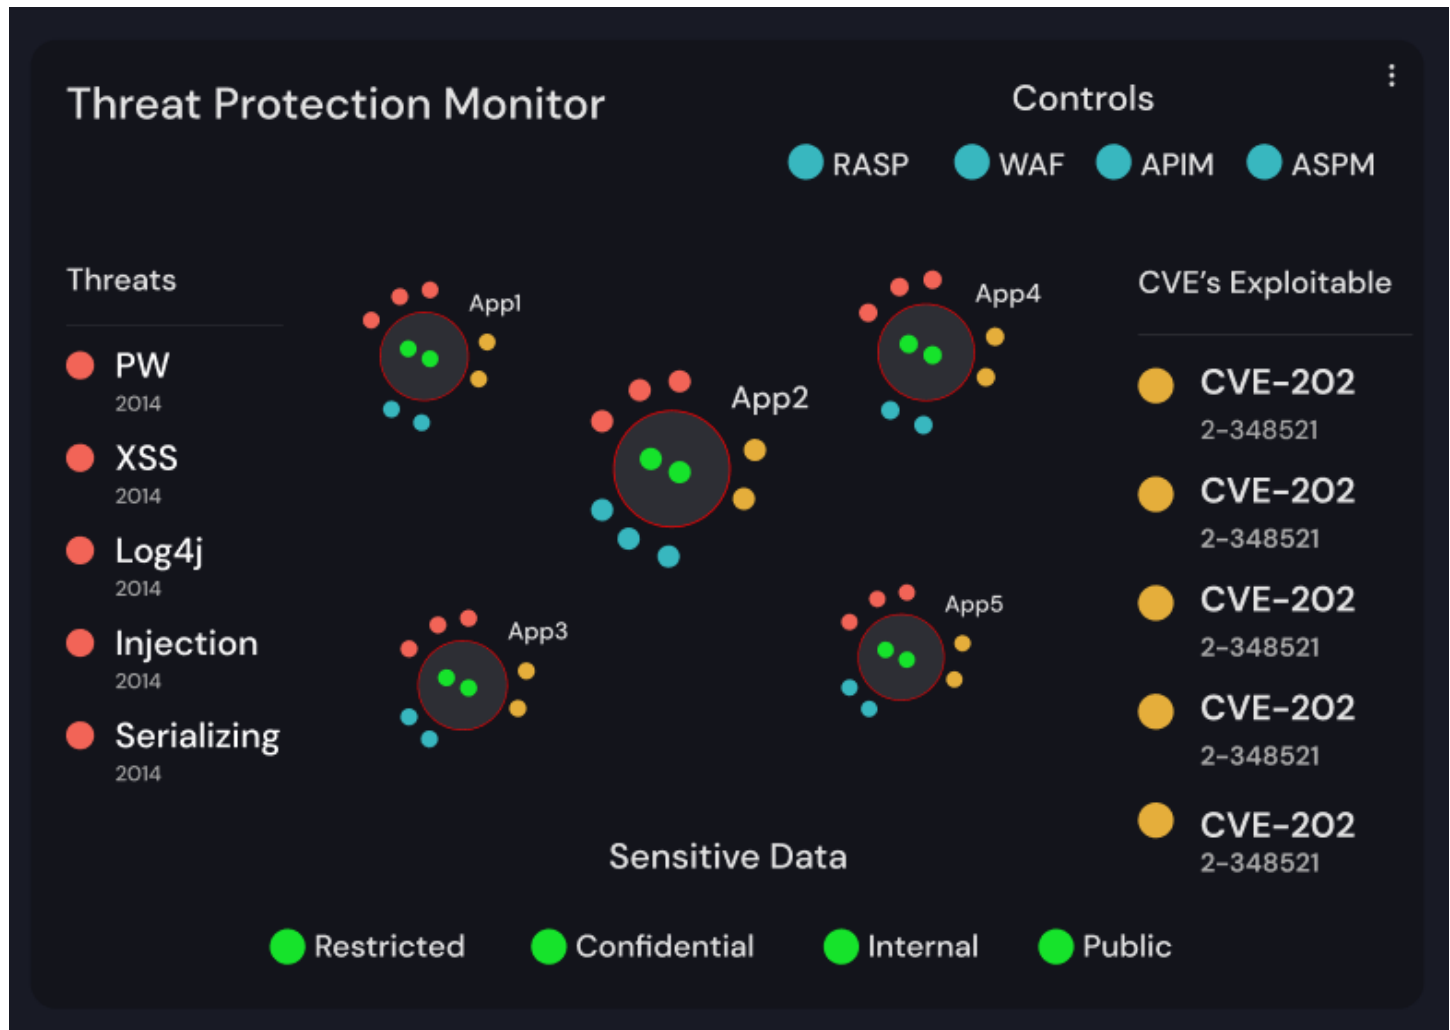 Threat Protection Monitor
Controls
RASP WAF APIM ASPM
Threats
PW
2014
XSS
2014
Log4j
2014
Injection
2014
Serializing
2014
App1
App2
App3
App4
App5
CVE's Exploitable
CVE-202
2-348521
CVE-202
2-348521
CVE-202
2-348521
CVE-202
2-348521
CVE-202
2-348521
Sensitive Data
Restricted Confidential Internal Public